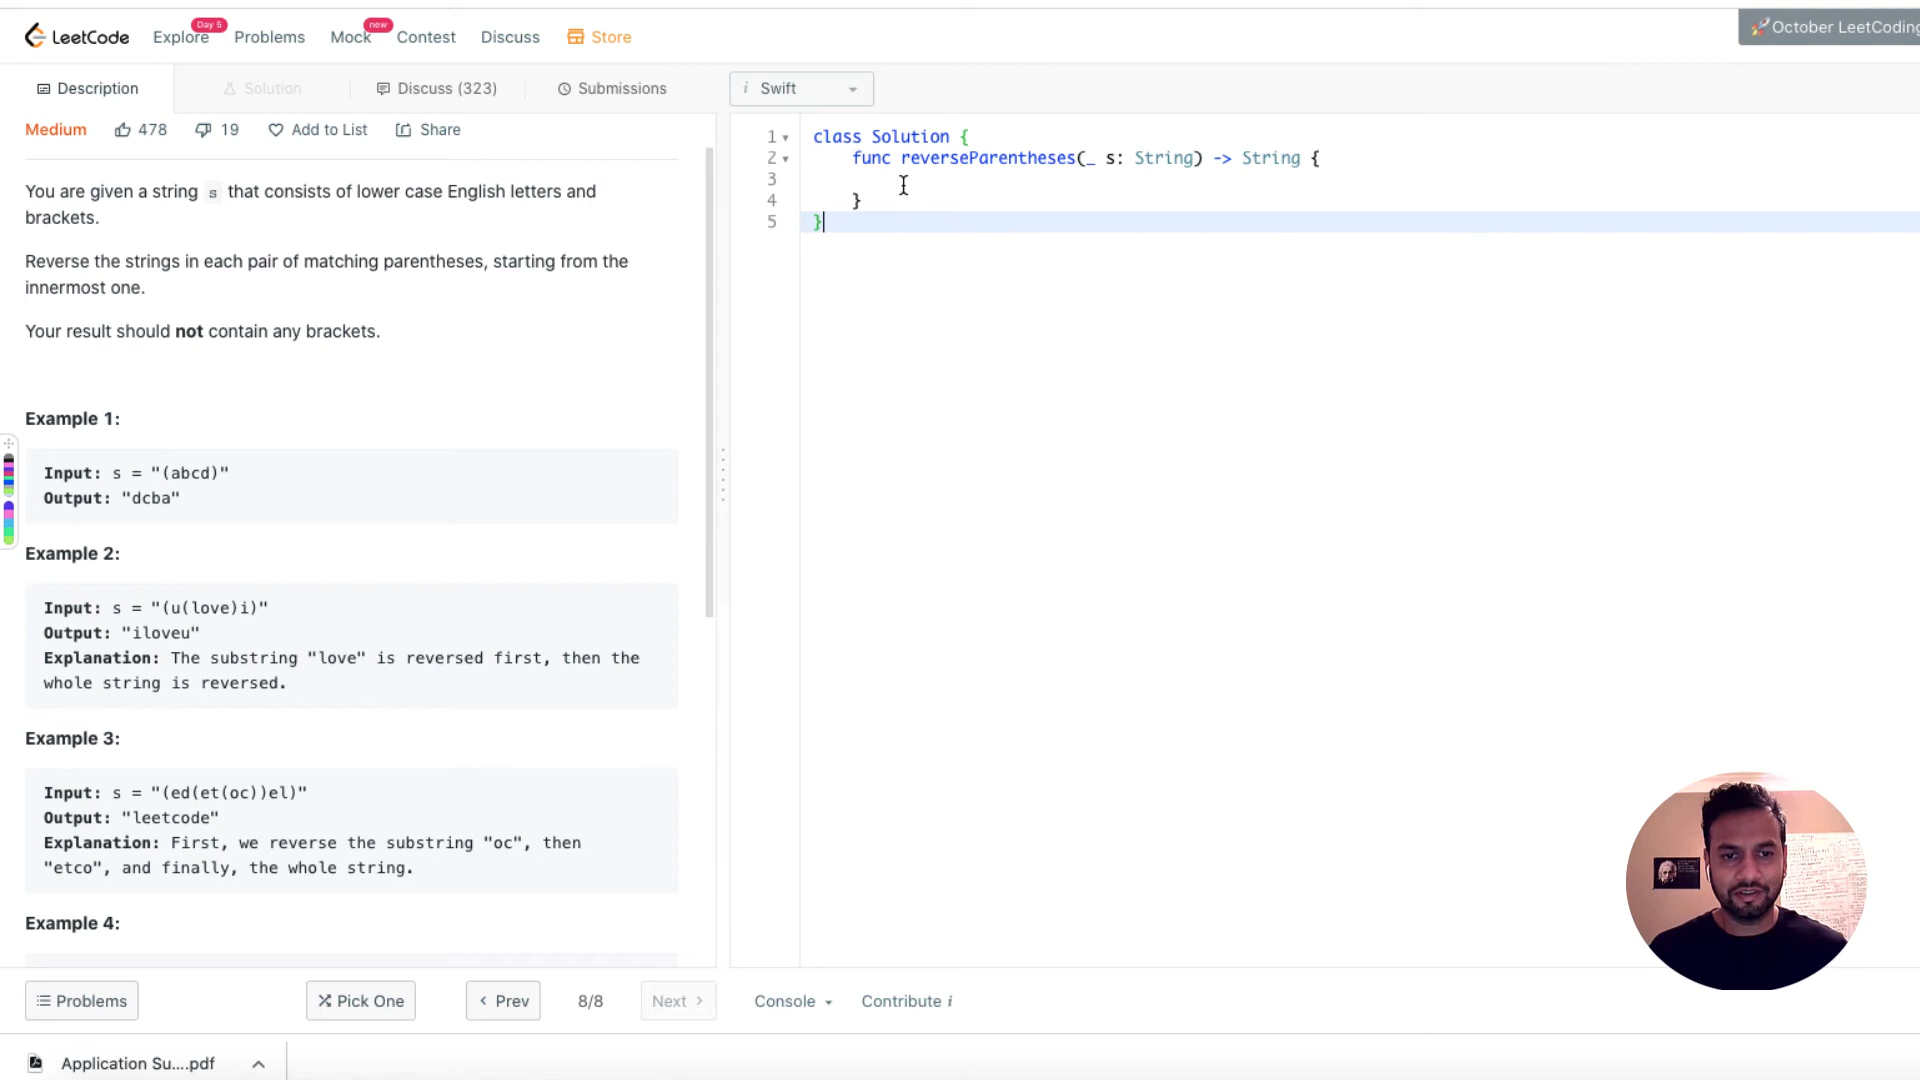 LeetCode Explore Day 5 Problems Mock new Contest Discuss Store
🚀October LeetCoding
Description Solution Discuss (323) Submissions
i Swift
Medium 478 19 Add to List Share
You are given a string s that consists of lower case English letters and
brackets.
Reverse the strings in each pair of matching parentheses, starting from the
innermost one.
Your result should not contain any brackets.
Example 1:
Input: s = "(abcd)"
Output: "dcba"
Example 2:
Input: s = "(u(love)i)"
Output: "iloveu"
Explanation: The substring "love" is reversed first, then the
whole string is reversed.
Example 3:
Input: s = "(ed(et(oc))el)"
Output: "leetcode"
Explanation: First, we reverse the substring "oc", then
"etco", and finally, the whole string.
Example 4:
1 class Solution {
2 func reverseParentheses(_ s: String) -> String {
3
4 }
5 }
Problems Pick One < Prev 8/8 Next > Console Contribute i
Application Su....pdf